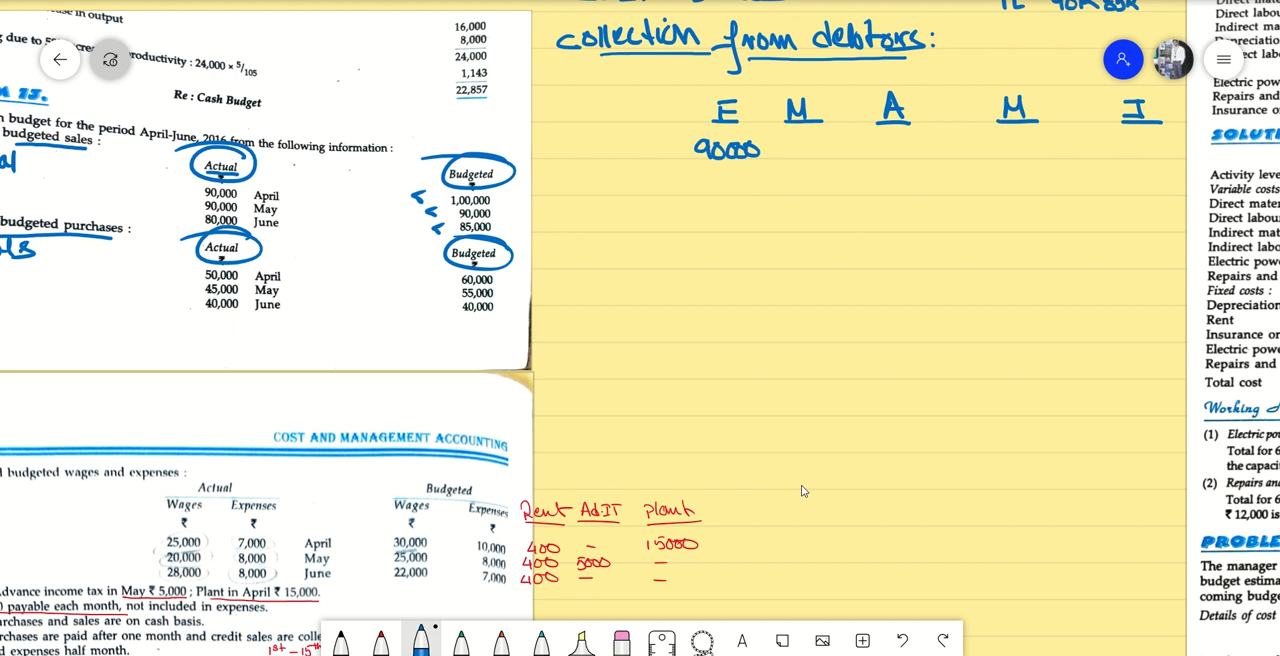 in output
16,000
8,000
due to
productivity : 24,000 × 5/105
24,000
1,143
22,857
Re : Cash Budget
budget for the period April-June, 2016 from the following information :
budgeted sales :
Actual
Budgeted
₹
₹
90,000 April 1,00,000
90,000 May 90,000
80,000 June 85,000
budgeted purchases :
Actual
Budgeted
₹
₹
50,000 April 60,000
45,000 May 55,000
40,000 June 40,000
COST AND MANAGEMENT ACCOUNTING
budgeted wages and expenses :
Actual Budgeted
Wages Expenses Wages Expenses
₹ ₹ ₹ ₹
25,000 7,000 April 30,000 10,000
20,000 8,000 May 25,000 8,000
28,000 8,000 June 22,000 7,000
Rent Ad.IT Plant
400 – 15000
400 5000 –
400 – –
Advance income tax in May ₹ 5,000 ; Plant in April ₹ 15,000.
payable each month, not included in expenses.
rchases and sales are on cash basis.
rchases are paid after one month and credit sales are colle
d expenses half month.
1st – 15th
collection from debtors:
F M A M J
90000
Direct labou
Indirect ma
Depreciatio
ect lab
Electric pow
Repairs and
Insurance o
SOLUTI
Activity leve
Variable costs
Direct mater
Direct labou
Indirect mat
Indirect labo
Electric pow
Repairs and
Fixed costs :
Depreciation
Rent
Insurance or
Electric powe
Repairs and
Total cost
Working
(1) Electric po
Total for 6
the capaci
(2) Repairs and
Total for 6
₹ 12,000 is
PROBLE
The manager
budget estima
coming budge
Details of cost
A